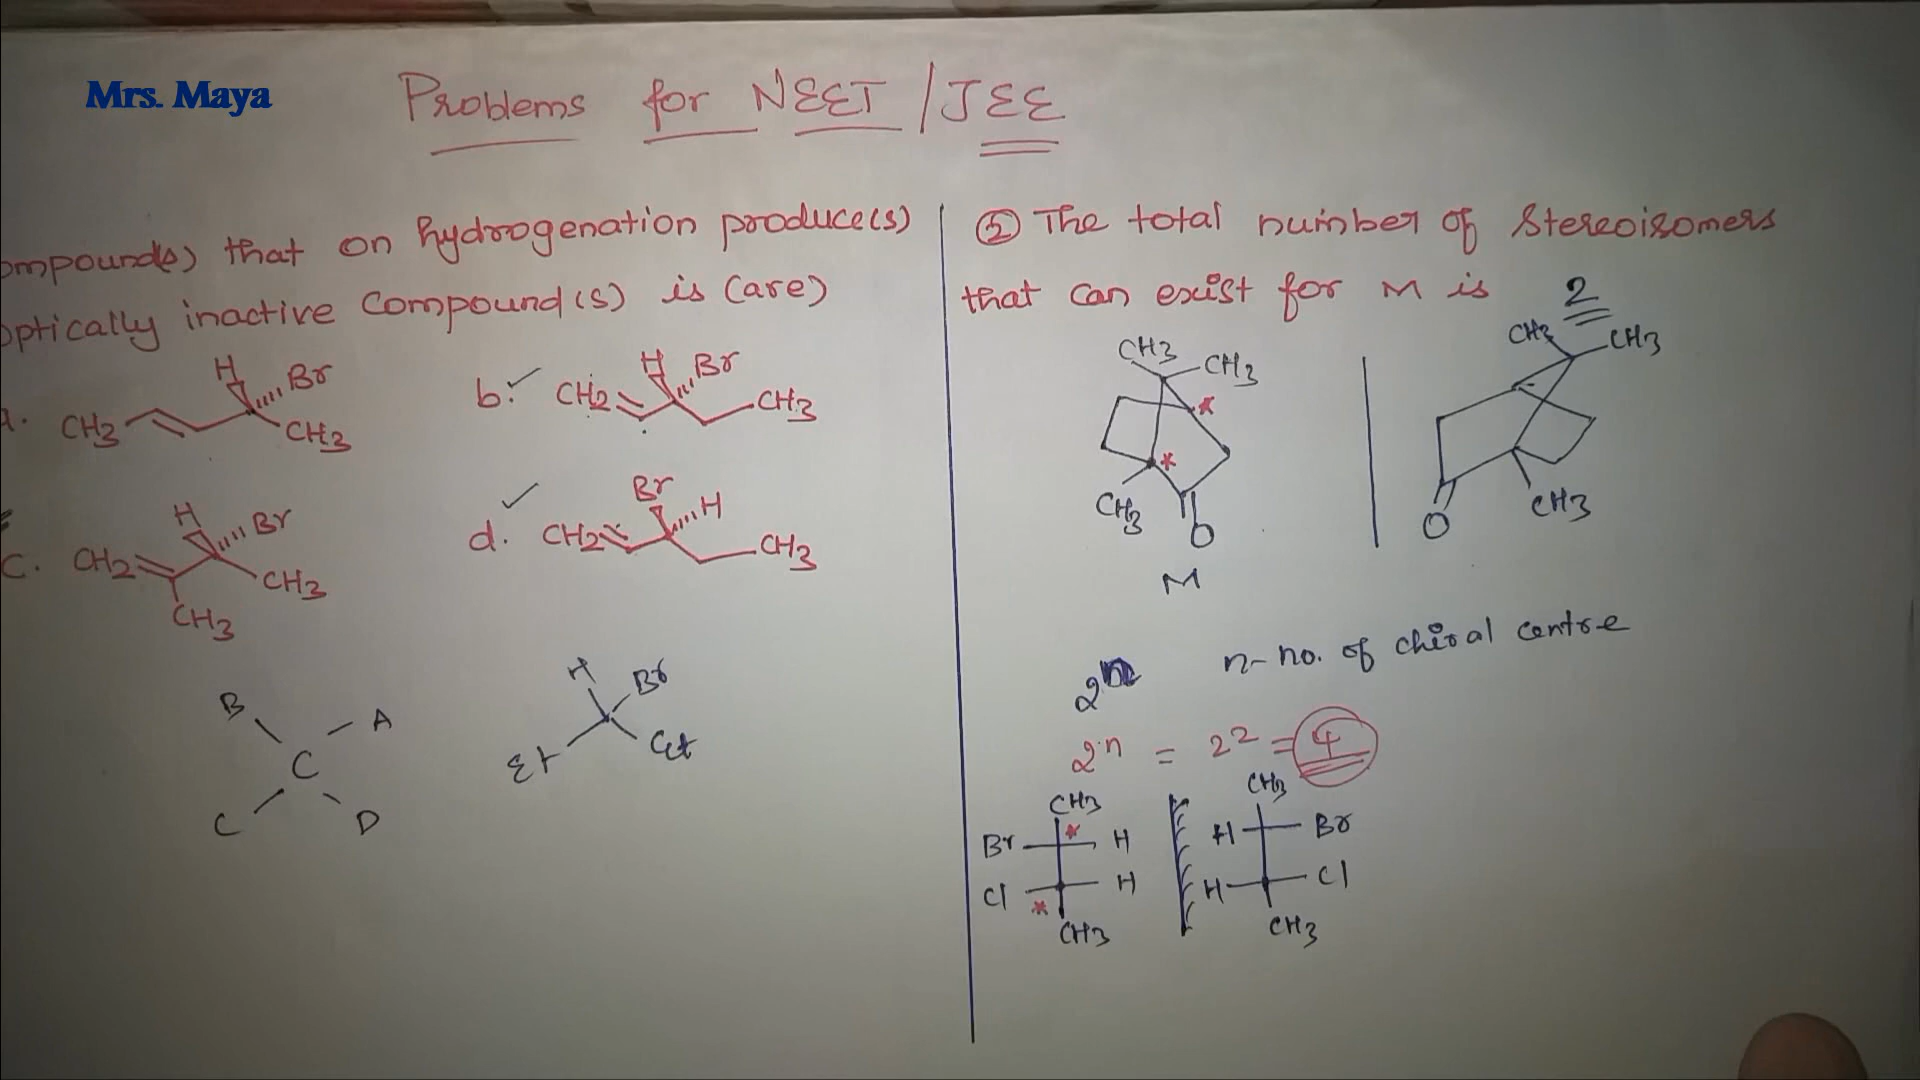 Mrs. Maya
Problems for NEET / JEE
ompound(s) that on hydrogenation produce(s)
optically inactive compound(s) is (are)
H
Br
CH3
CH3
b.
H
Br
CH2
CH3
C.
H
Br
CH2
CH3
CH3
d.
Br
H
CH2
CH3
B
A
C
C
D
H
Br
Et
Et
② The total number of stereoisomers
that can exist for M is 2
CH3
CH3
*
*
CH3
O
M
CH3
CH3
CH3
O
2n n- no. of chiral centre
2n = 22 = 4
CH3
Br * H
Cl H
*
CH3
CH3
H Br
H Cl
CH3